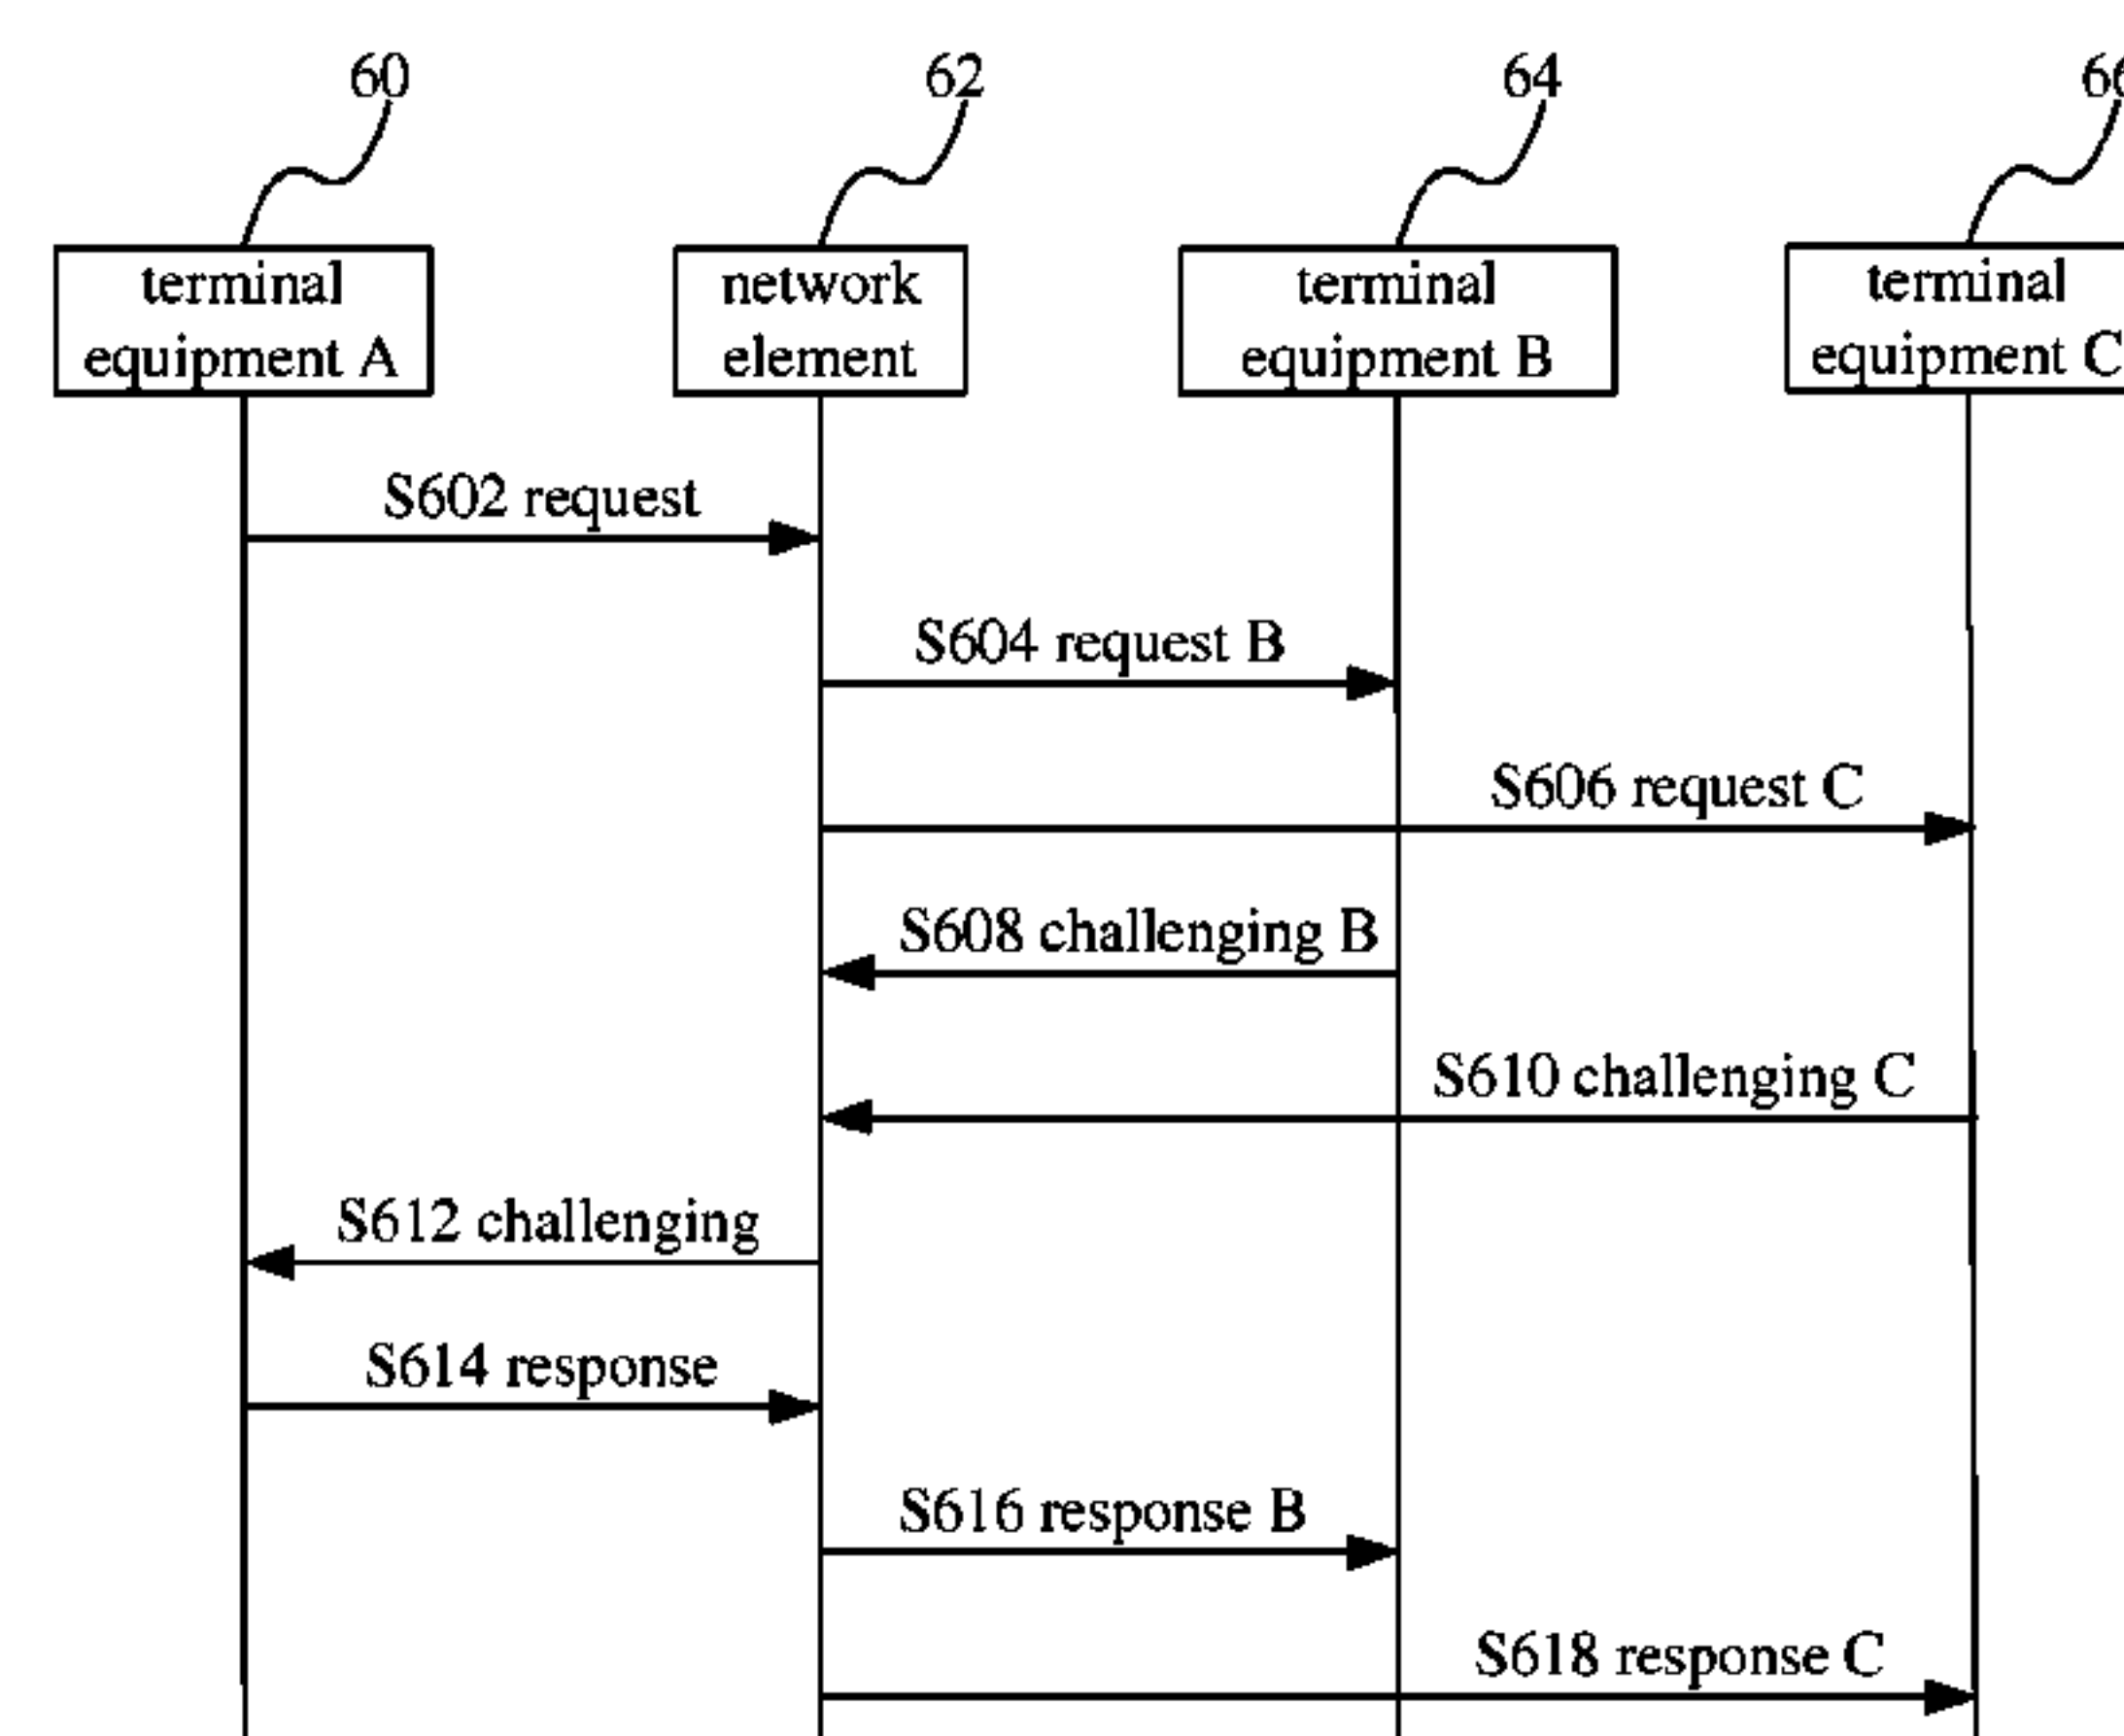 60
62
64
66
terminal
equipment A
network
element
terminal
equipment B
terminal
equipment C
S602 request
S604 request B
S606 request C
S608 challenging B
S610 challenging C
S612 challenging
S614 response
S616 response B
S618 response C